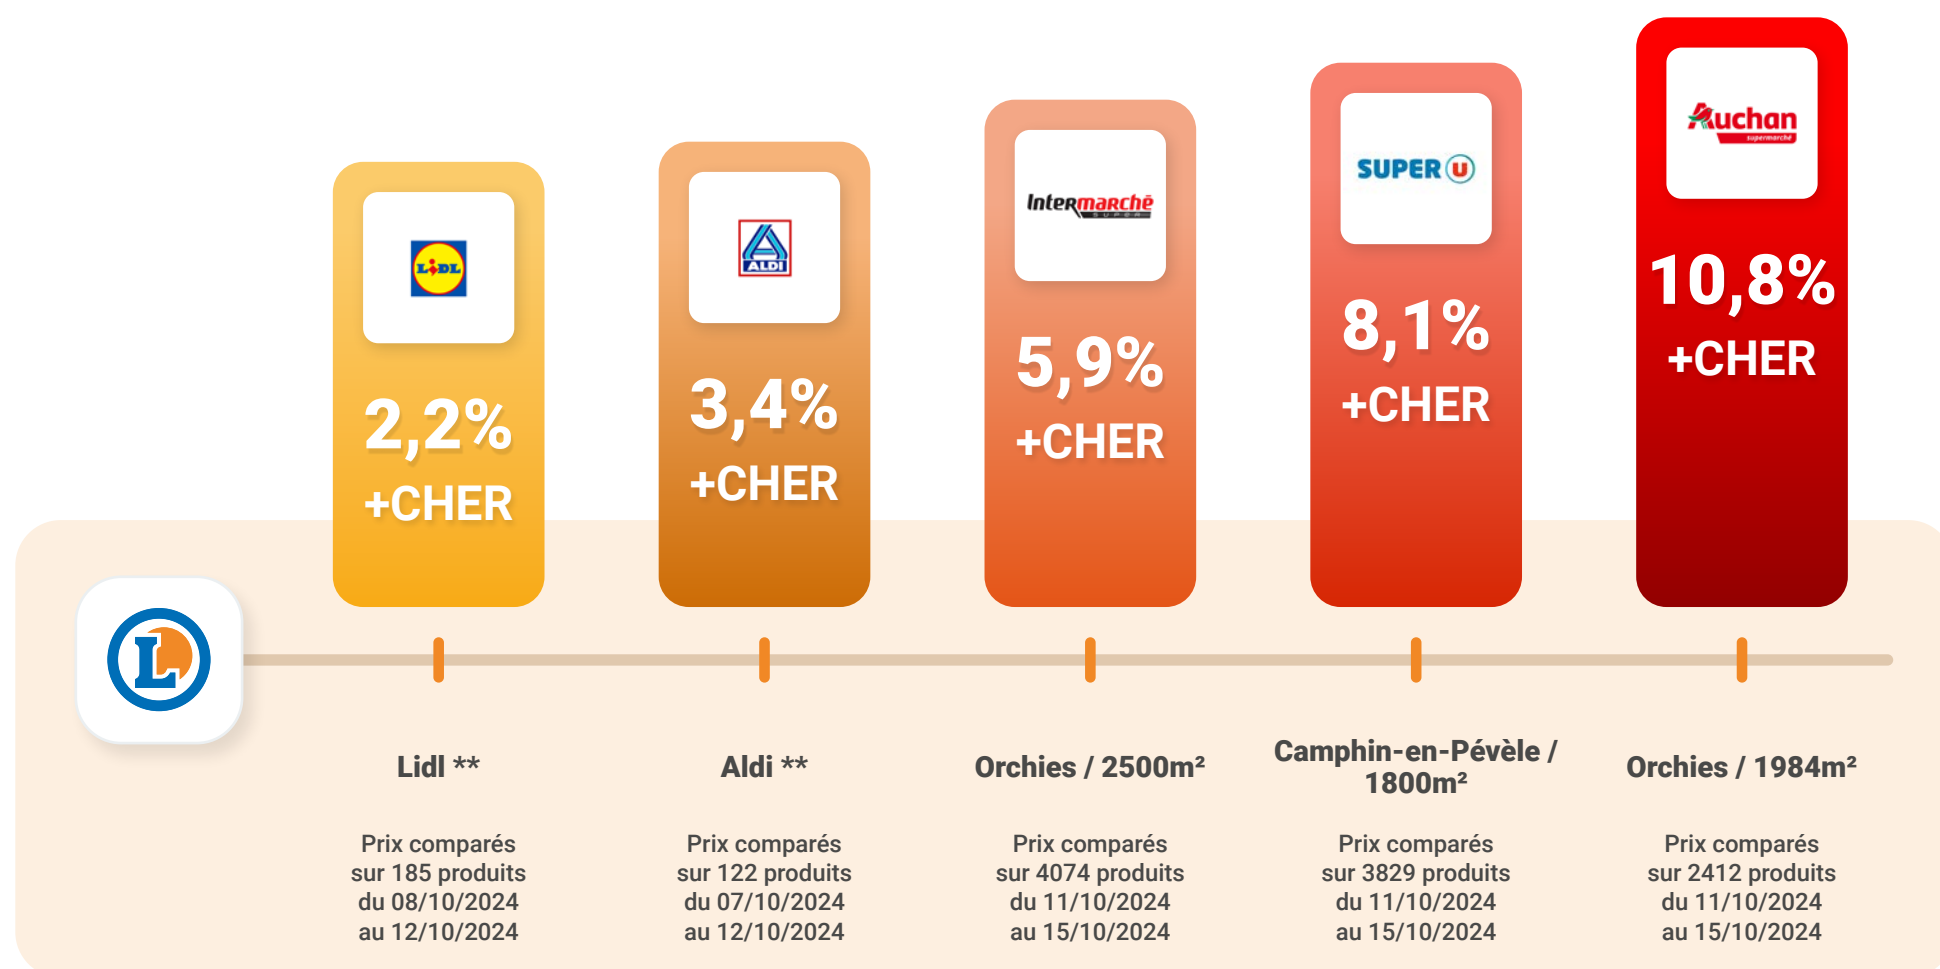 LIDL
2,2%
+CHER
ALDI
3,4%
+CHER
Intermarchē
SUPER
5,9%
+CHER
SUPER U
8,1%
+CHER
Auchan
supermarché
10,8%
+CHER
L
Lidl **
Prix comparés
sur 185 produits
du 08/10/2024
au 12/10/2024
Aldi **
Prix comparés
sur 122 produits
du 07/10/2024
au 12/10/2024
Orchies / 2500m²
Prix comparés
sur 4074 produits
du 11/10/2024
au 15/10/2024
Camphin-en-Pévèle /
1800m²
Prix comparés
sur 3829 produits
du 11/10/2024
au 15/10/2024
Orchies / 1984m²
Prix comparés
sur 2412 produits
du 11/10/2024
au 15/10/2024